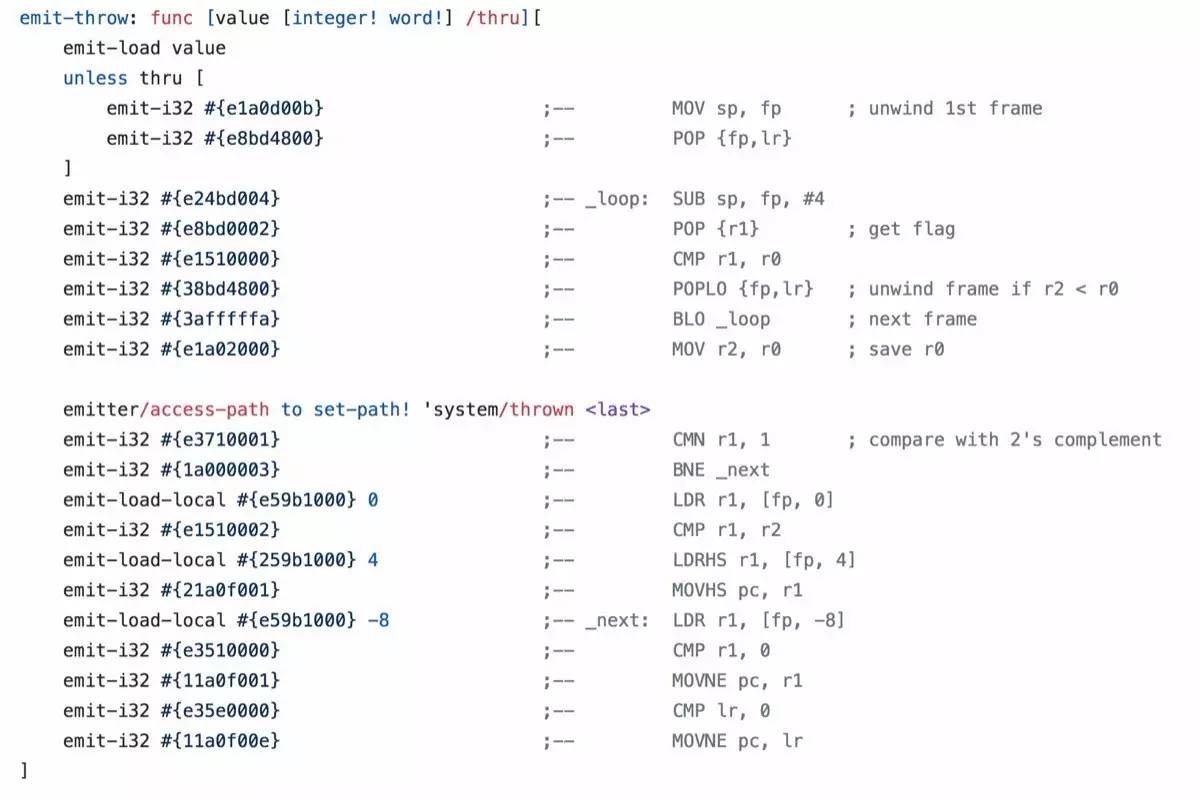 emit-throw: func [value [integer! word!] /thru][
    emit-load value
    unless thru [
        emit-i32 #{e1a0d00b}                    ;--         MOV sp, fp      ; unwind 1st frame
        emit-i32 #{e8bd4800}                    ;--         POP {fp,lr}
    ]
    emit-i32 #{e24bd004}                        ;-- _loop:  SUB sp, fp, #4
    emit-i32 #{e8bd0002}                        ;--         POP {r1}        ; get flag
    emit-i32 #{e1510000}                        ;--         CMP r1, r0
    emit-i32 #{38bd4800}                        ;--         POPLO {fp,lr}   ; unwind frame if r2 < r0
    emit-i32 #{3afffffa}                        ;--         BLO _loop       ; next frame
    emit-i32 #{e1a02000}                        ;--         MOV r2, r0      ; save r0

    emitter/access-path to set-path! 'system/thrown <last>
    emit-i32 #{e3710001}                        ;--         CMN r1, 1       ; compare with 2's complement
    emit-i32 #{1a000003}                        ;--         BNE _next
    emit-load-local #{e59b1000} 0               ;--         LDR r1, [fp, 0]
    emit-i32 #{e1510002}                        ;--         CMP r1, r2
    emit-load-local #{259b1000} 4               ;--         LDRHS r1, [fp, 4]
    emit-i32 #{21a0f001}                        ;--         MOVHS pc, r1
    emit-load-local #{e59b1000} -8              ;-- _next:  LDR r1, [fp, -8]
    emit-i32 #{e3510000}                        ;--         CMP r1, 0
    emit-i32 #{11a0f001}                        ;--         MOVNE pc, r1
    emit-i32 #{e35e0000}                        ;--         CMP lr, 0
    emit-i32 #{11a0f00e}                        ;--         MOVNE pc, lr
]